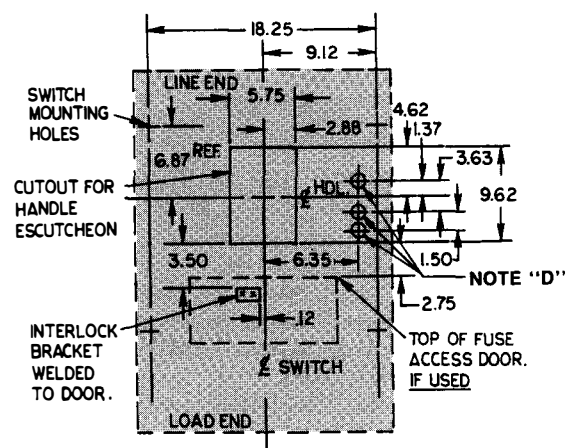 18.25
9.12
LINE END
5.75
SWITCH
MOUNTING
HOLES
4.62
2.88
1.37
3.63
6.87 REF.
CUTOUT FOR
HANDLE
ESCUTCHEON
℄ HDL.
9.62
3.50
6.35
1.50
NOTE "D"
2.75
.12
INTERLOCK
BRACKET
WELDED
TO DOOR.
℄ SWITCH
TOP OF FUSE
ACCESS DOOR.
IF USED
LOAD END